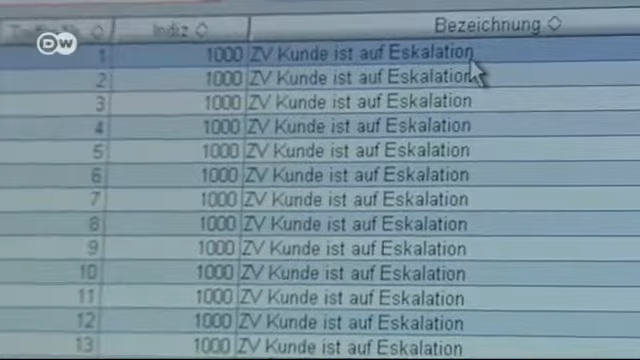 DW
Indiz Bezeichnung
1 1000 ZV Kunde ist auf Eskalation
2 1000 ZV Kunde ist auf Eskalation
3 1000 ZV Kunde ist auf Eskalation
4 1000 ZV Kunde ist auf Eskalation
5 1000 ZV Kunde ist auf Eskalation
6 1000 ZV Kunde ist auf Eskalation
7 1000 ZV Kunde ist auf Eskalation
8 1000 ZV Kunde ist auf Eskalation
9 1000 ZV Kunde ist auf Eskalation
10 1000 ZV Kunde ist auf Eskalation
11 1000 ZV Kunde ist auf Eskalation
12 1000 ZV Kunde ist auf Eskalation
13 1000 ZV Kunde ist auf Eskalation